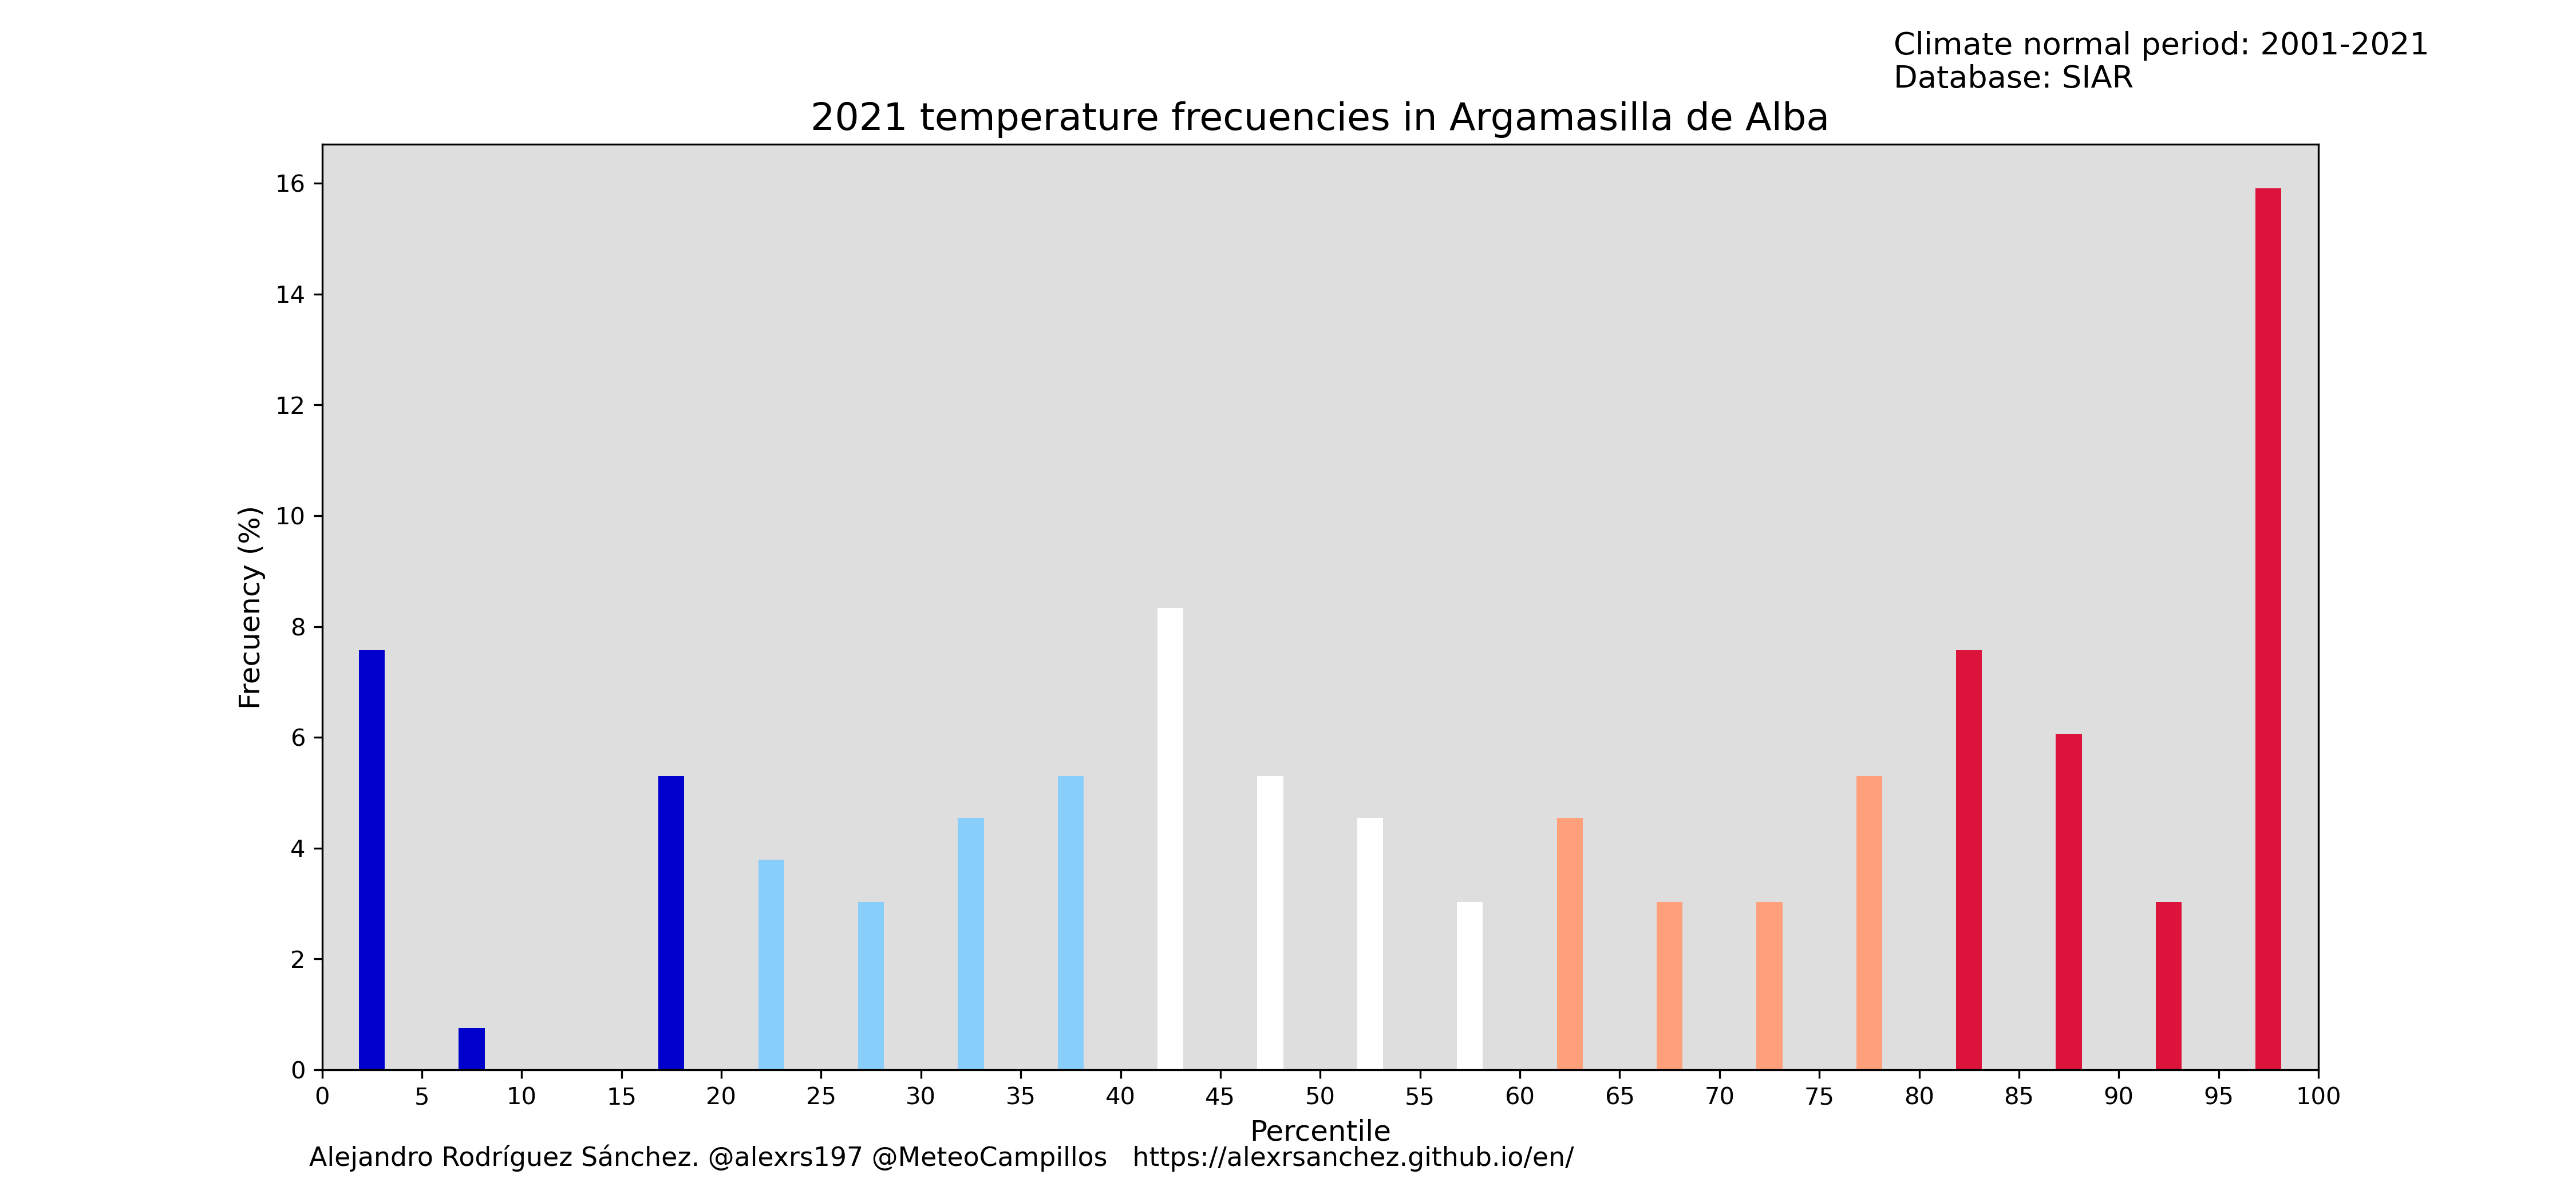 Climate normal period: 2001-2021
Database: SIAR
2021 temperature frecuencies in Argamasilla de Alba
16
14
12
10
8
6
4
2
0
Frecuency (%)
0 5 10 15 20 25 30 35 40 45 50 55 60 65 70 75 80 85 90 95 100
Percentile
Alejandro Rodríguez Sánchez. @alexrs197 @MeteoCampillos https://alexrsanchez.github.io/en/